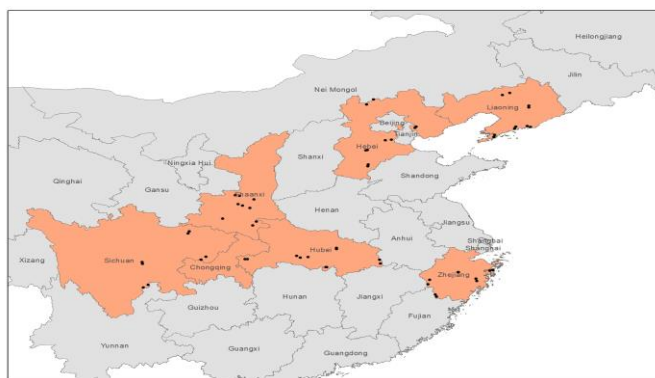 Heilongjiang
Jilin
Nei Mongol
Liaoning
Beijing
Tianjin
Hebei
Ningxia Hui
Shanxi
Qinghai
Shandong
Gansu
Shaanxi
Henan
Jiangsu
Anhui
Shanghai
Shanghai
Xizang
Sichuan
Hubei
Chongqing
Zhejiang
Hunan
Jiangxi
Guizhou
Fujian
Yunnan
Guangxi
Guangdong